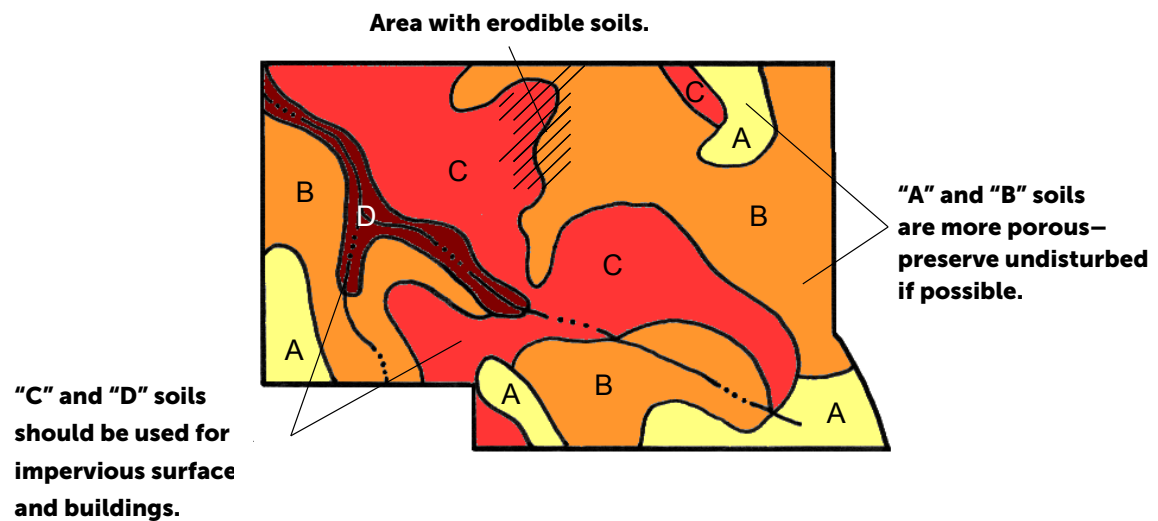 Area with erodible soils.
C
A
B
C
D
B
“A” and “B” soils
are more porous—
preserve undisturbed
if possible.
C
A
A
B
A
“C” and “D” soils
should be used for
impervious surface
and buildings.